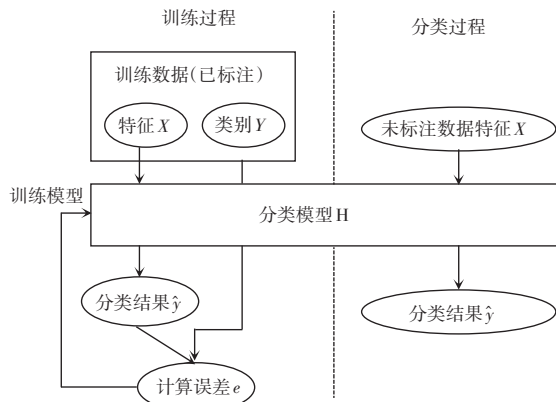 训练过程
分类过程
训练数据(已标注)
特征X
类别Y
未标注数据特征X
训练模型
分类模型H
分类结果ŷ
分类结果ŷ
计算误差e